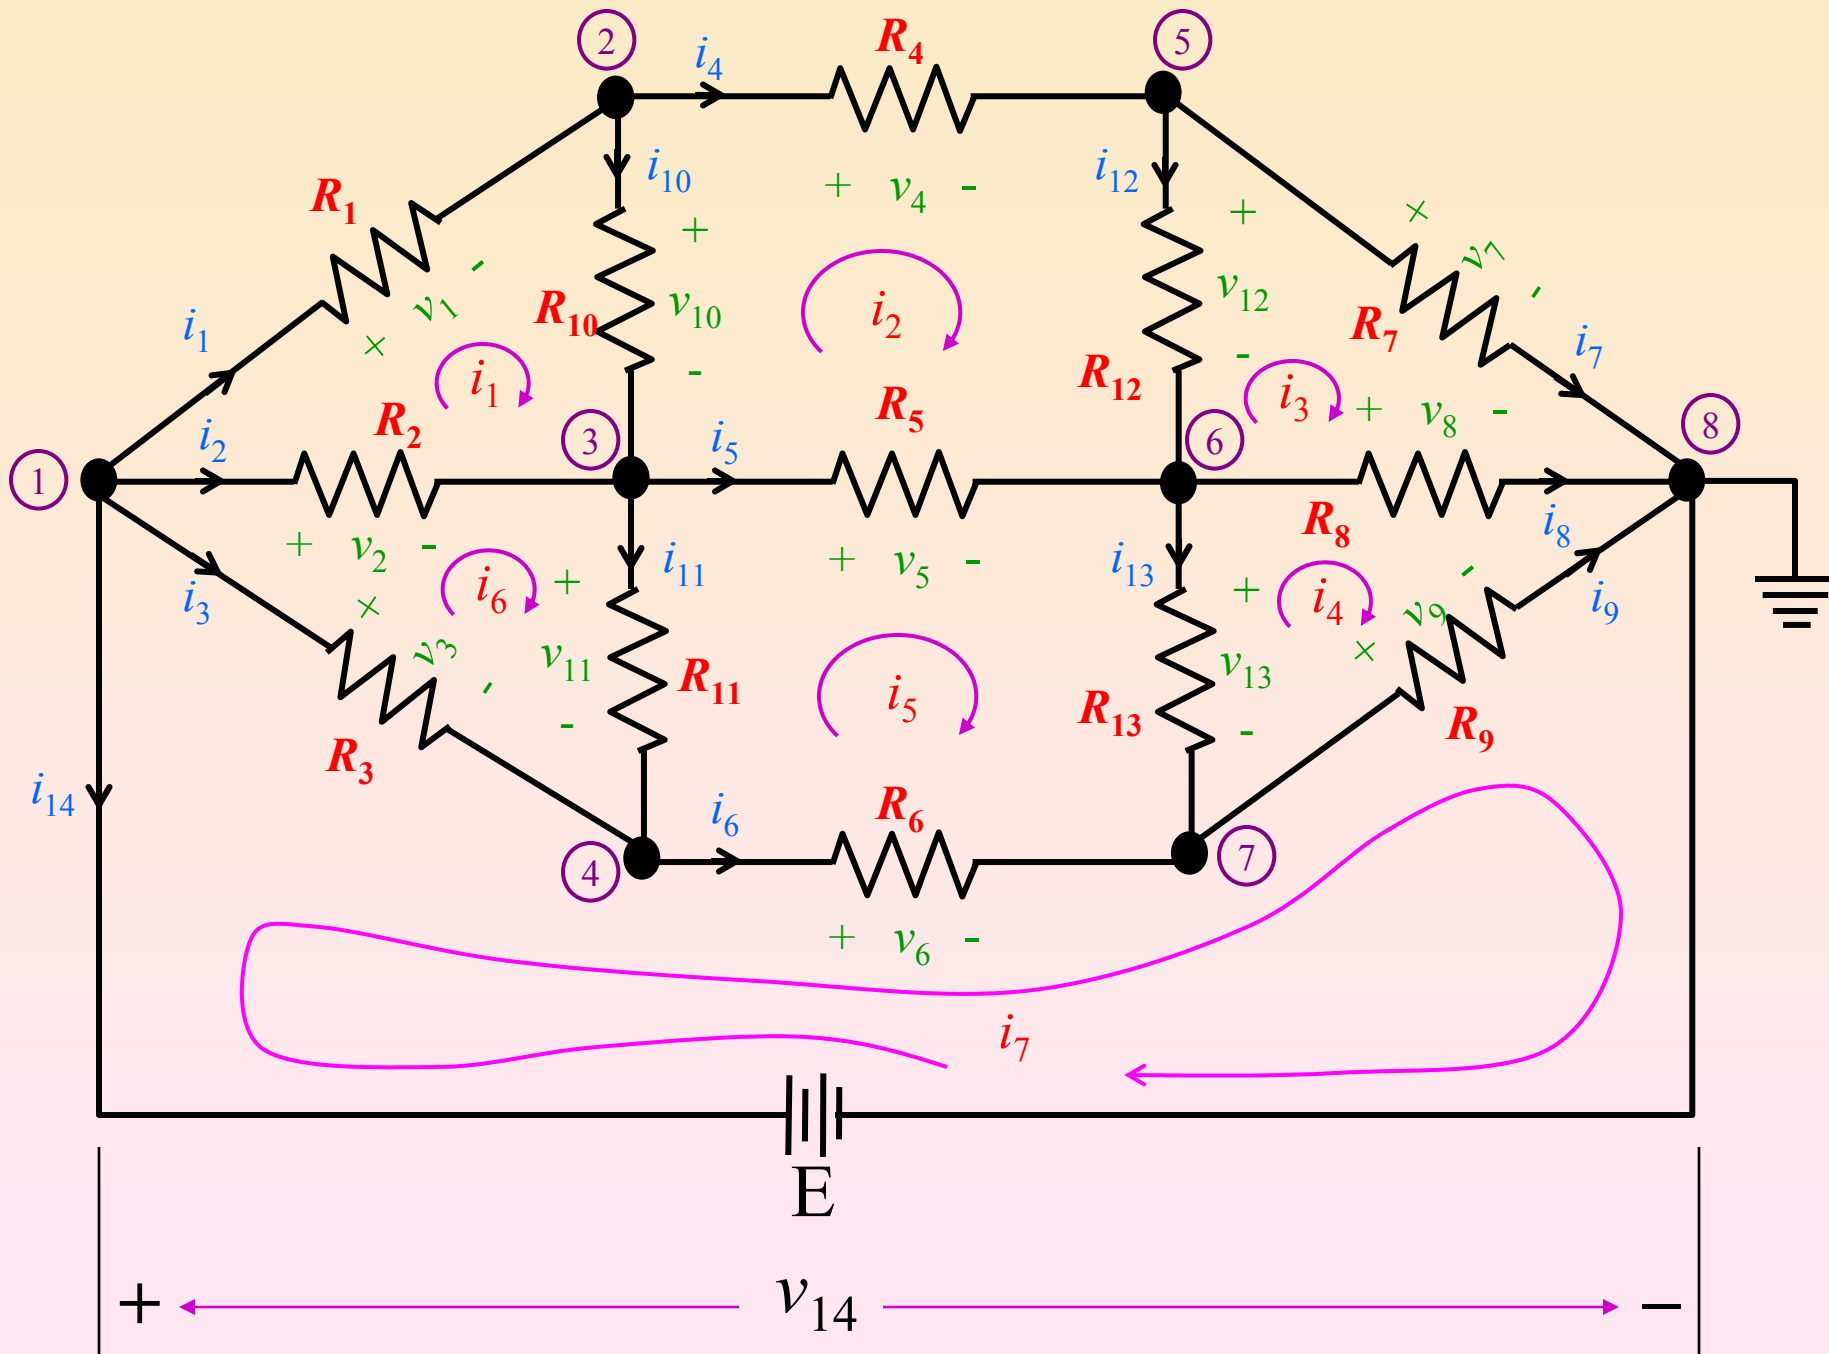 2
i4
R4
5
R1
i10
i12
+ v4 -
+
+
+
v7
-
-
v1
+
i1
R10
v10
i2
v12
R7
i7
-
-
i1
R12
i3
+ v8 -
R2
R5
8
i2
3
i5
6
1
+ v2 -
i3
i6
+
i11
+ v5 -
i13
+
i4
R8
i8
-
i9
+
v3
-
v11
-
R11
i5
R13
v13
-
+
v9
R9
R3
i14
i6
R6
4
7
+ v6 -
i7
E
+ v14 −